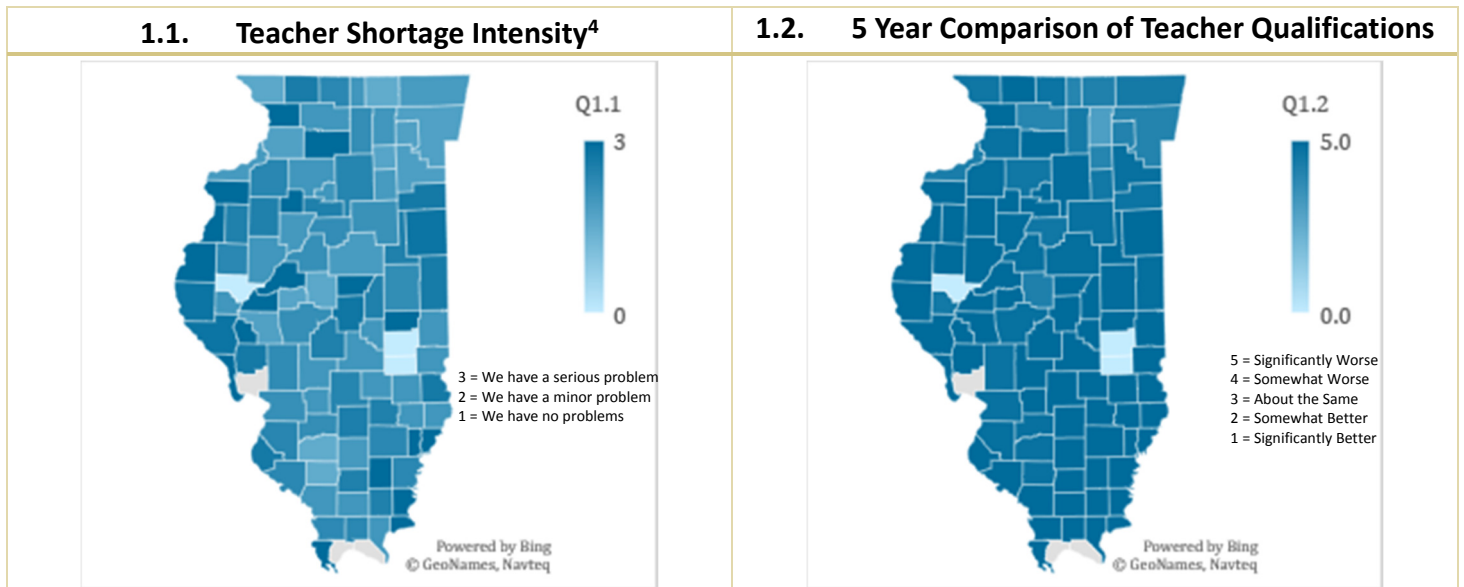 1.1. Teacher Shortage Intensity4
1.2. 5 Year Comparison of Teacher Qualifications
Q1.1
3
0
3 = We have a serious problem
2 = We have a minor problem
1 = We have no problems
Powered by Bing
© GeoNames, Navteq
Q1.2
5.0
0.0
5 = Significantly Worse
4 = Somewhat Worse
3 = About the Same
2 = Somewhat Better
1 = Significantly Better
Powered by Bing
© GeoNames, Navteq